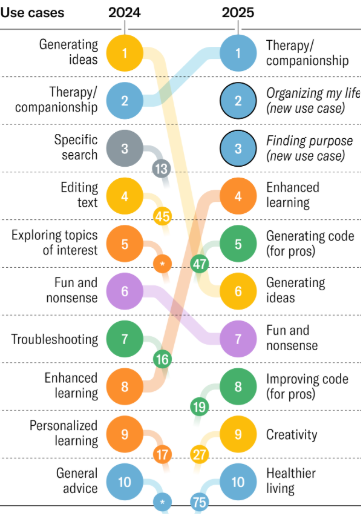 Use cases 2024 2025
Generating
ideas
1
1
Therapy/
companionship
Therapy/
companionship
2
2
Organizing my life
(new use case)
Specific
search
3
13
3
Finding purpose
(new use case)
Editing
text
4
45
4
Enhanced
learning
Exploring topics
of interest
5
*
47
5
Generating code
(for pros)
Fun and
nonsense
6
6
Generating
ideas
Troubleshooting
7
16
7
Fun and
nonsense
Enhanced
learning
8
19
8
Improving code
(for pros)
Personalized
learning
9
17
27
9
Creativity
General
advice
10
*
75
10
Healthier
living